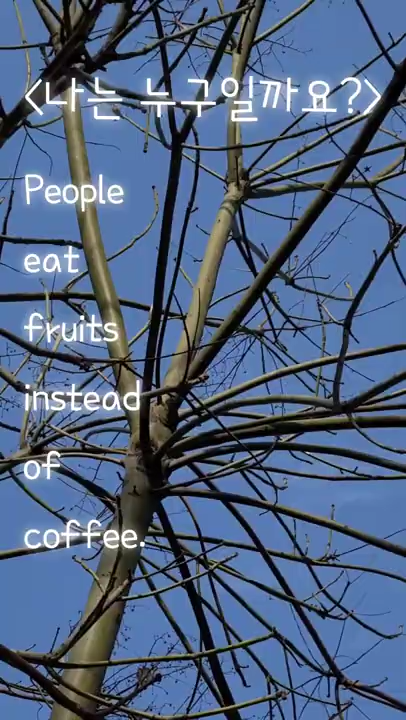 <나는 누구일까요?>
People
eat
fruits
instead
of
coffee.